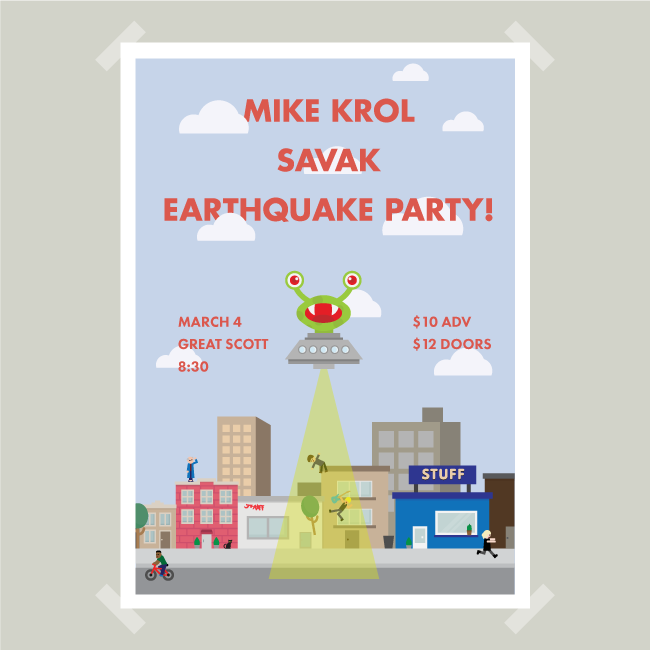 MIKE KROL
SAVAK
EARTHQUAKE PARTY!
MARCH 4
GREAT SCOTT
8:30
$10 ADV
$12 DOORS
STUFF